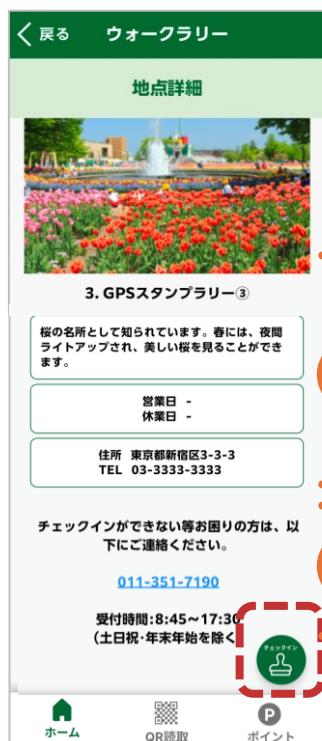 戻る ウォークラリー
地点詳細
3. GPSスタンプラリー③
桜の名所として知られています。春には、夜間
ライトアップされ、美しい桜を見ることができ
ます。
営業日 -
休業日 -
住所 東京都新宿区3-3-3
TEL 03-3333-3333
チェックインができない等お困りの方は、以
下にご連絡ください。
011-351-7190
受付時間:8:45~17:30
(土日祝・年末年始を除く
チェックイン
ホーム QR読取 P ポイント